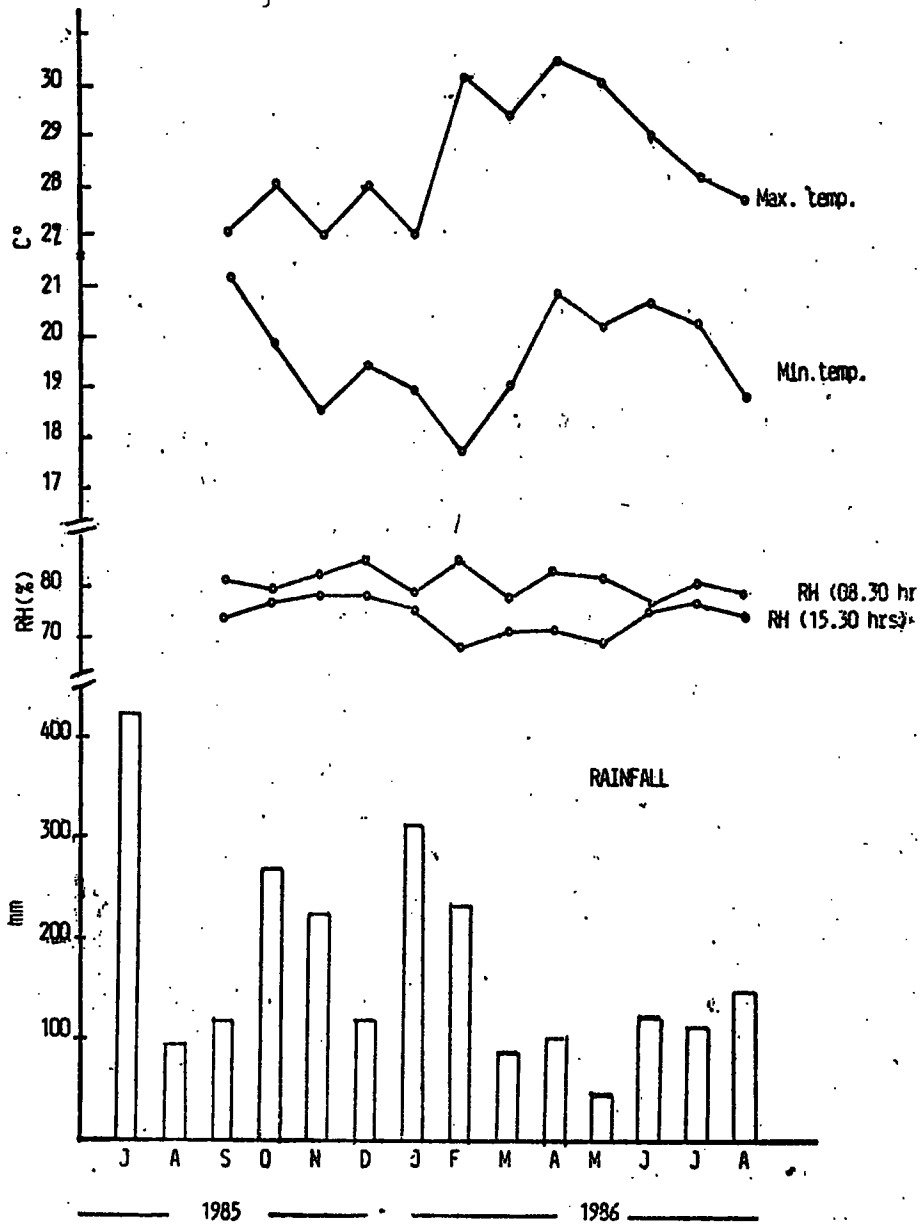 30
29
28
Max. temp.
27
C°
21
20
Min.temp.
19
18
17
80
RH (08.30 hr
RH(%)
RH (15.30 hrs)
70
400
RAINFALL
300
mm
200
100
J A S O N D J F M A M J J A
1985 1986